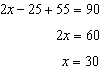 2x − 25 + 55 = 90
2x = 60
x = 30